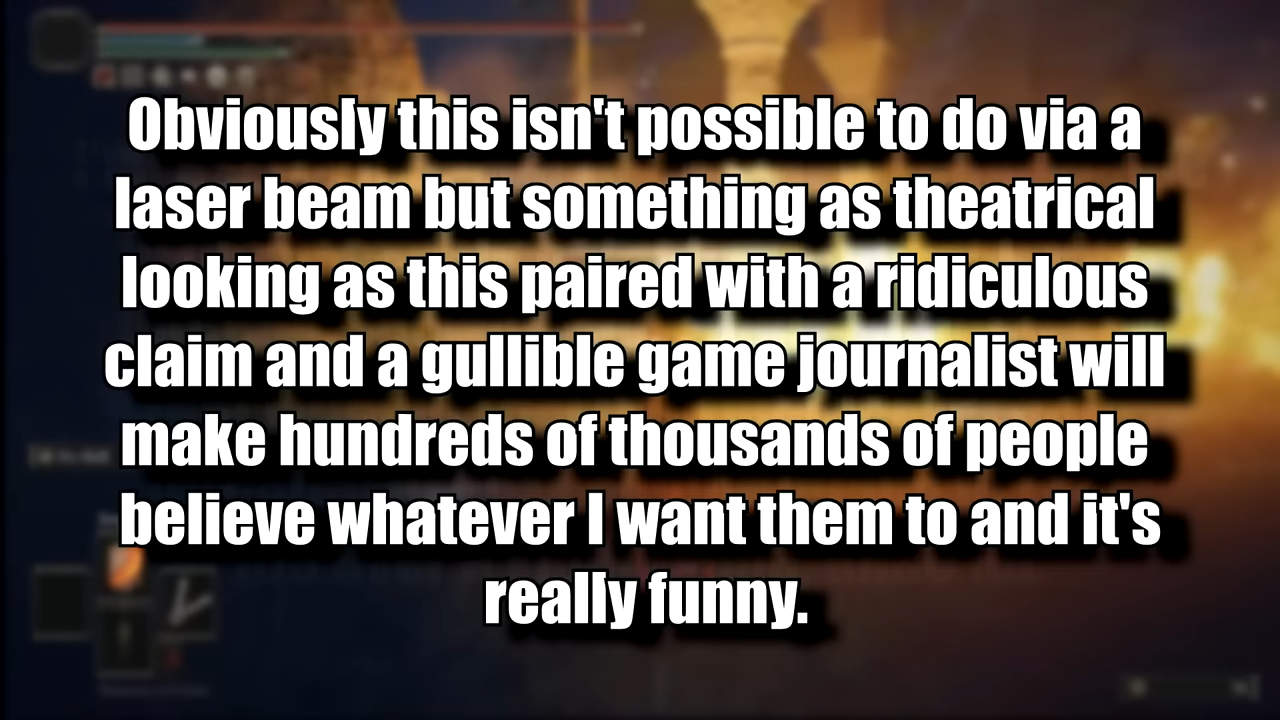 Obviously this isn't possible to do via a
laser beam but something as theatrical
looking as this paired with a ridiculous
claim and a gullible game journalist will
make hundreds of thousands of people
believe whatever I want them to and it's
really funny.